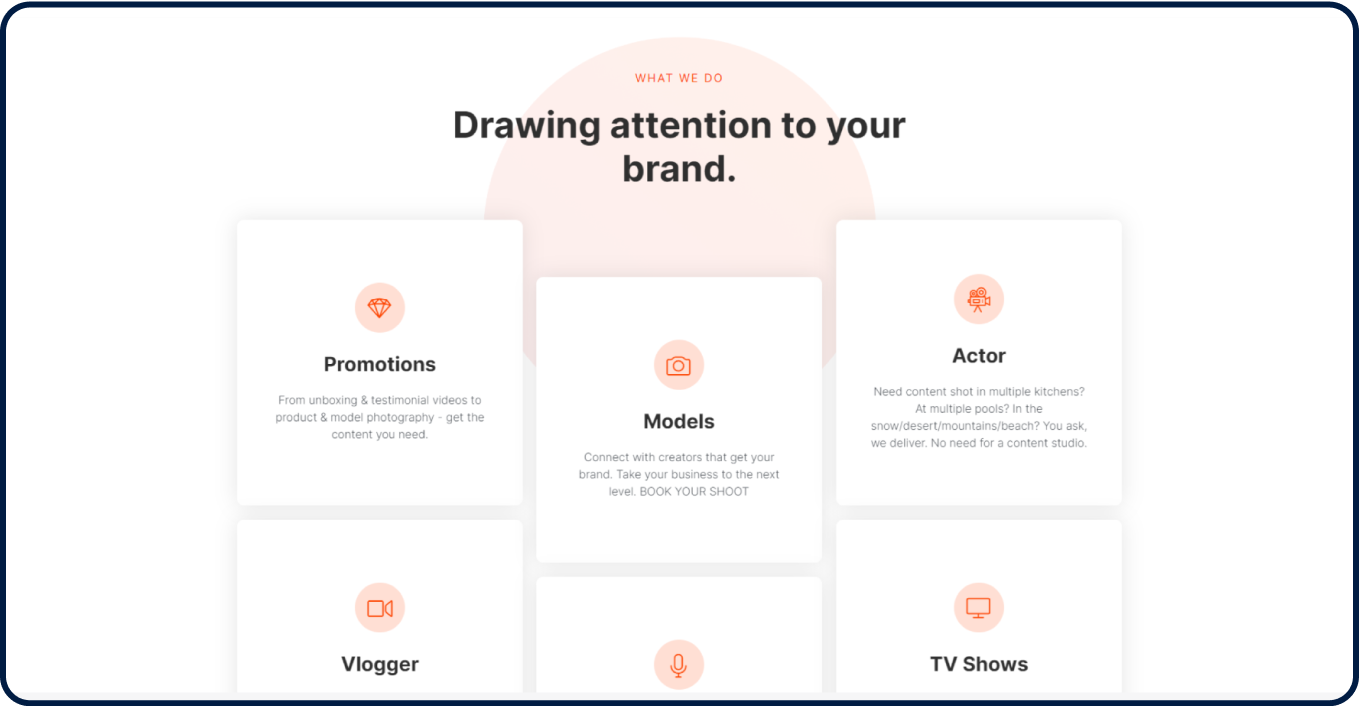 WHAT WE DO
Drawing attention to your
brand.
Promotions
From unboxing & testimonial videos to
product & model photography - get the
content you need.
Models
Connect with creators that get your
brand. Take your business to the next
level. BOOK YOUR SHOOT
Actor
Need content shot in multiple kitchens?
At multiple pools? In the
snow/desert/mountains/beach? You ask,
we deliver. No need for a content studio.
Vlogger
TV Shows